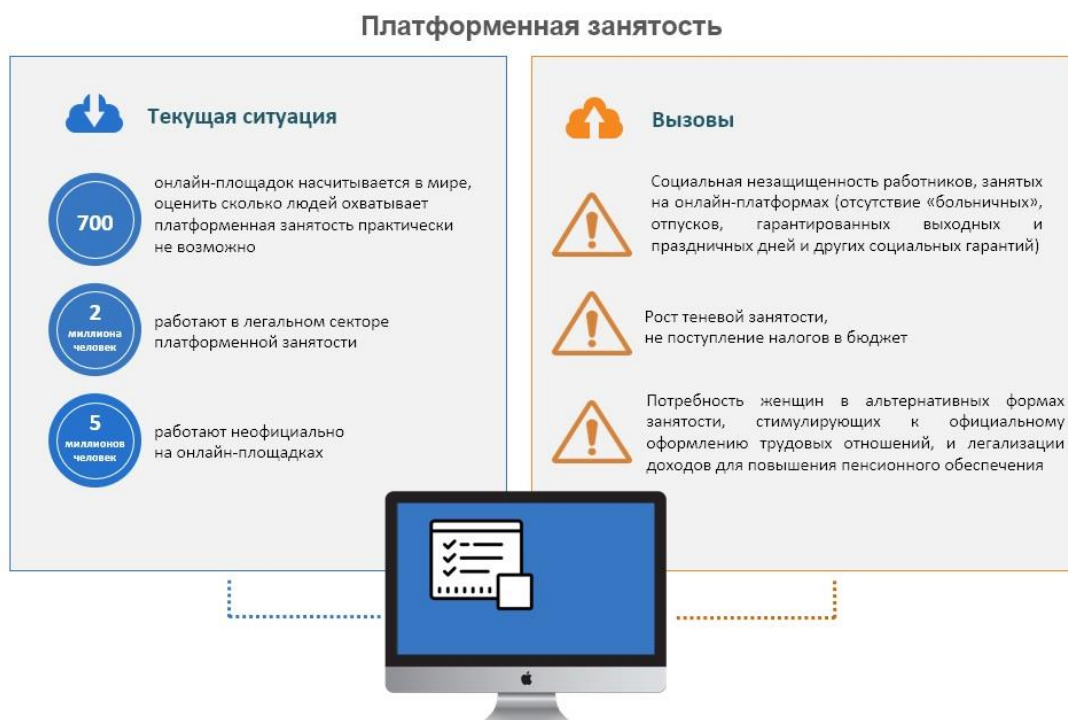 Платформенная занятость
Текущая ситуация
700
онлайн-площадок насчитывается в мире,
оценить сколько людей охватывает
платформенная занятость практически
не возможно
2
миллиона
человек
работают в легальном секторе
платформенной занятости
5
миллионов
человек
работают неофициально
на онлайн-площадках
Вызовы
Социальная незащищенность работников, занятых
на онлайн-платформах (отсутствие «больничных»,
отпусков, гарантированных выходных и
праздничных дней и других социальных гарантий)
Рост теневой занятости,
не поступление налогов в бюджет
Потребность женщин в альтернативных формах
занятости, стимулирующих к официальному
оформлению трудовых отношений, и легализации
доходов для повышения пенсионного обеспечения